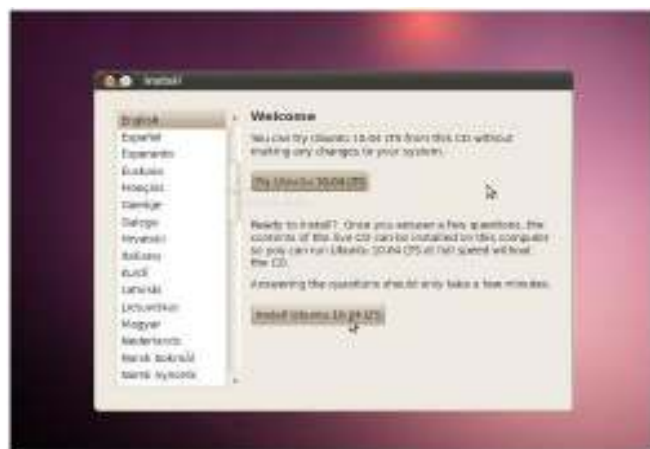 Install
English
Español
Esperanto
Euskara
Français
Gaeilge
Galego
Hrvatski
Italiano
Kurdî
Latviski
Lietuviškai
Magyar
Nederlands
Norsk bokmål
Norsk nynorsk
Welcome
You can try Ubuntu 10.04 LTS from this CD without
making any changes to your system.
Try Ubuntu 10.04 LTS
Ready to install? Once you answer a few questions, the
contents of the live CD can be installed on this computer
so you can run Ubuntu 10.04 LTS at full speed without
the CD.
Answering the questions should only take a few minutes.
Install Ubuntu 10.04 LTS